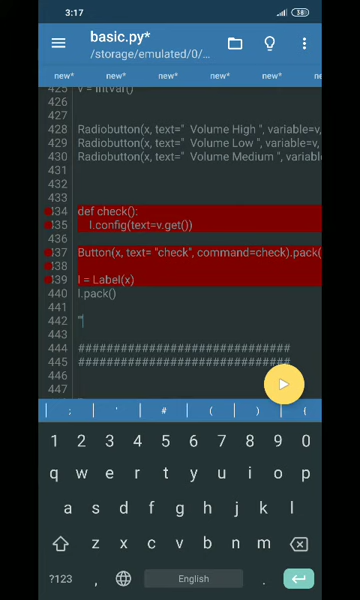 3:17
38
basic.py*
/storage/emulated/0/...
new* new* new* new* new*
425 v = IntVar()
426
427
428 Radiobutton(x, text=" Volume High ", variable=v,
429 Radiobutton(x, text=" Volume Low ", variable=v,
430 Radiobutton(x, text=" Volume Medium ", variab
431
432
433
434 def check():
435 l.config(text=v.get())
436
437 Button(x, text= "check", command=check).pack(
438
439 l = Label(x)
440 l.pack()
441
442 "
443
444 ##############################
445 ##############################
446
447
; ' # ( ) {
1 2 3 4 5 6 7 8 9 0
q w e r t y u i o p
a s d f g h j k l
z x c v b n m
?123 , English .